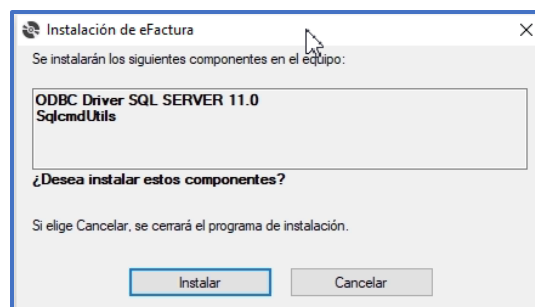 Instalación de eFactura
Se instalarán los siguientes componentes en el equipo:
ODBC Driver SQL SERVER 11.0
SqlcmdUtils
¿Desea instalar estos componentes?
Si elige Cancelar, se cerrará el programa de instalación.
Instalar
Cancelar